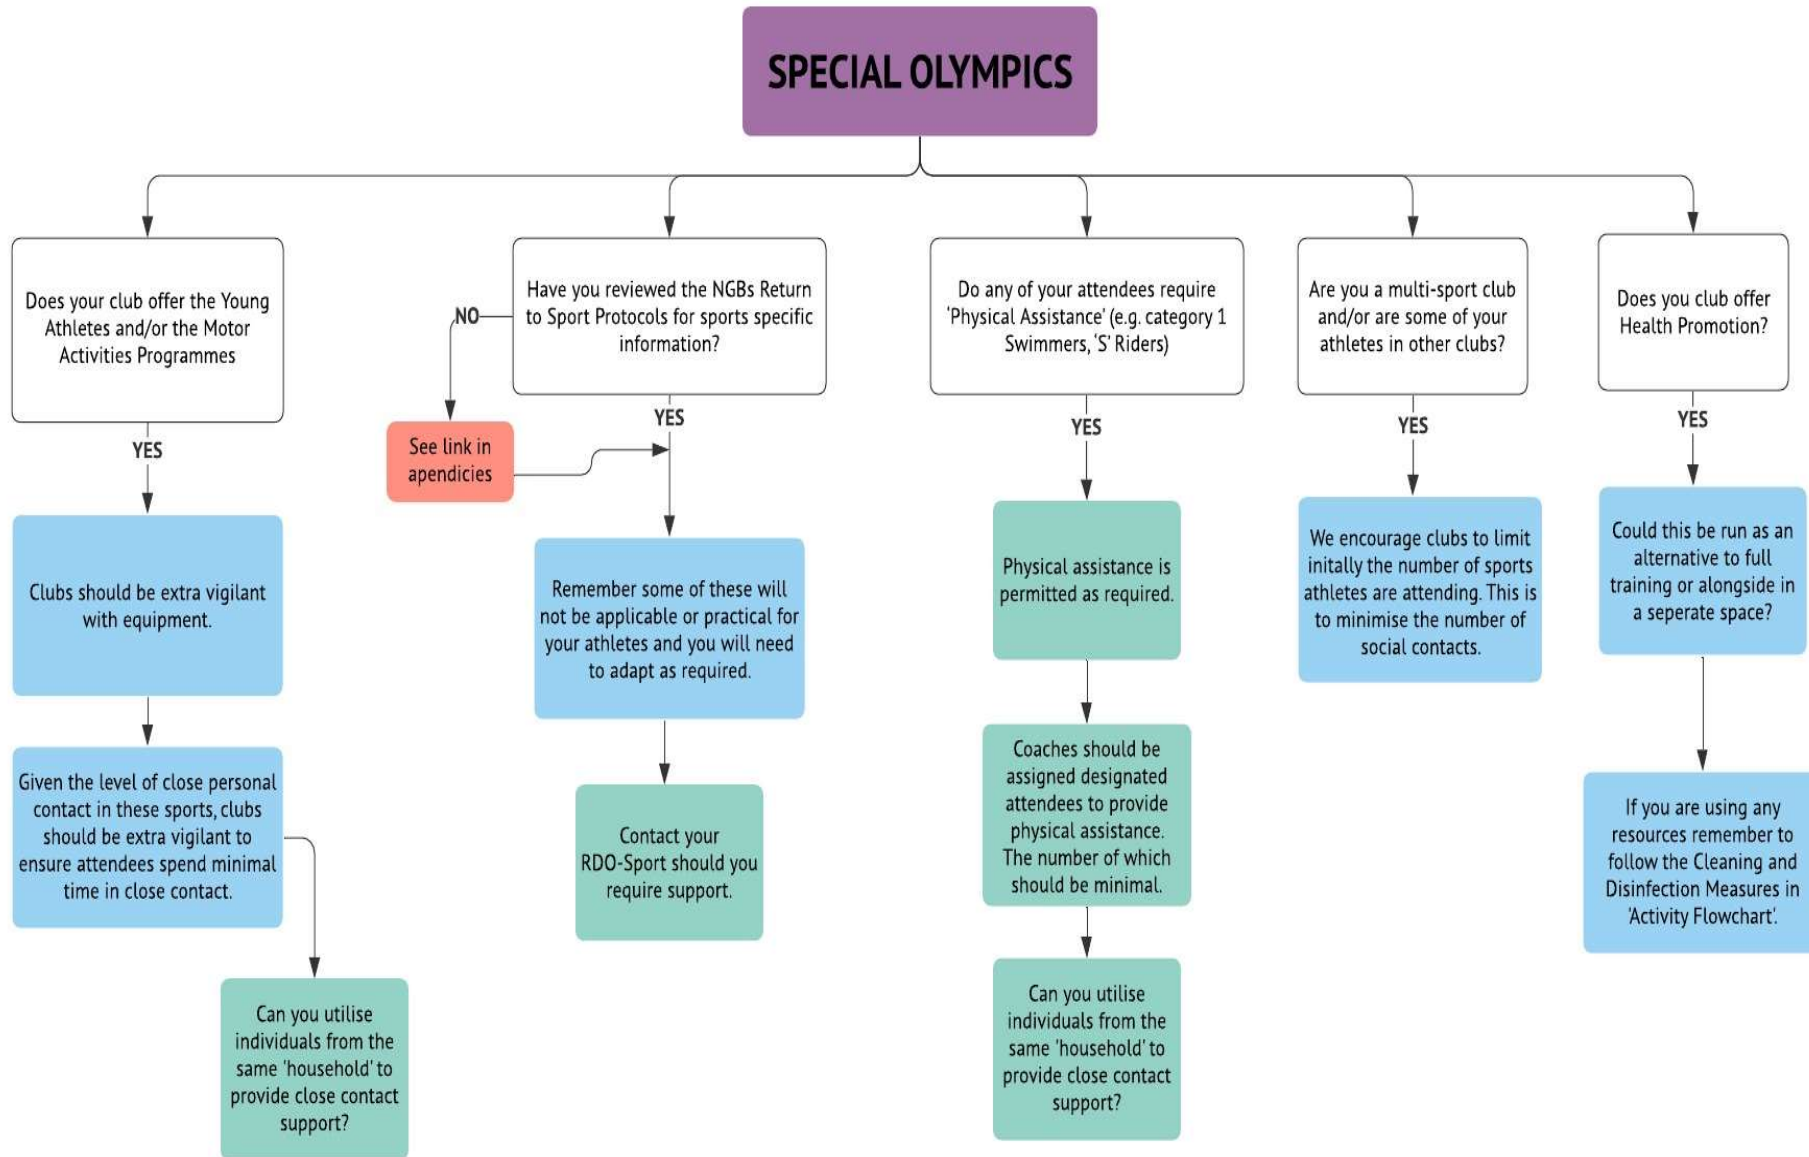 SPECIAL OLYMPICS
Does your club offer the Young
Athletes and/or the Motor
Activities Programmes
YES
Clubs should be extra vigilant
with equipment.
Given the level of close personal
contact in these sports, clubs
should be extra vigilant to
ensure attendees spend minimal
time in close contact.
Can you utilise
individuals from the
same 'household' to
provide close contact
support?
Have you reviewed the NGBs Return
to Sport Protocols for sports specific
information?
NO
See link in
apendicies
YES
Remember some of these will
not be applicable or practical for
your athletes and you will need
to adapt as required.
Contact your
RDO-Sport should you
require support.
Do any of your attendees require
'Physical Assistance' (e.g. category 1
Swimmers, 'S' Riders)
YES
Physical assistance is
permitted as required.
Coaches should be
assigned designated
attendees to provide
physical assistance.
The number of which
should be minimal.
Can you utilise
individuals from the
same 'household' to
provide close contact
support?
Are you a multi-sport club
and/or are some of your
athletes in other clubs?
YES
We encourage clubs to limit
initally the number of sports
athletes are attending. This is
to minimise the number of
social contacts.
Does you club offer
Health Promotion?
YES
Could this be run as an
alternative to full
training or alongside in
a seperate space?
If you are using any
resources remember to
follow the Cleaning and
Disinfection Measures in
'Activity Flowchart'.